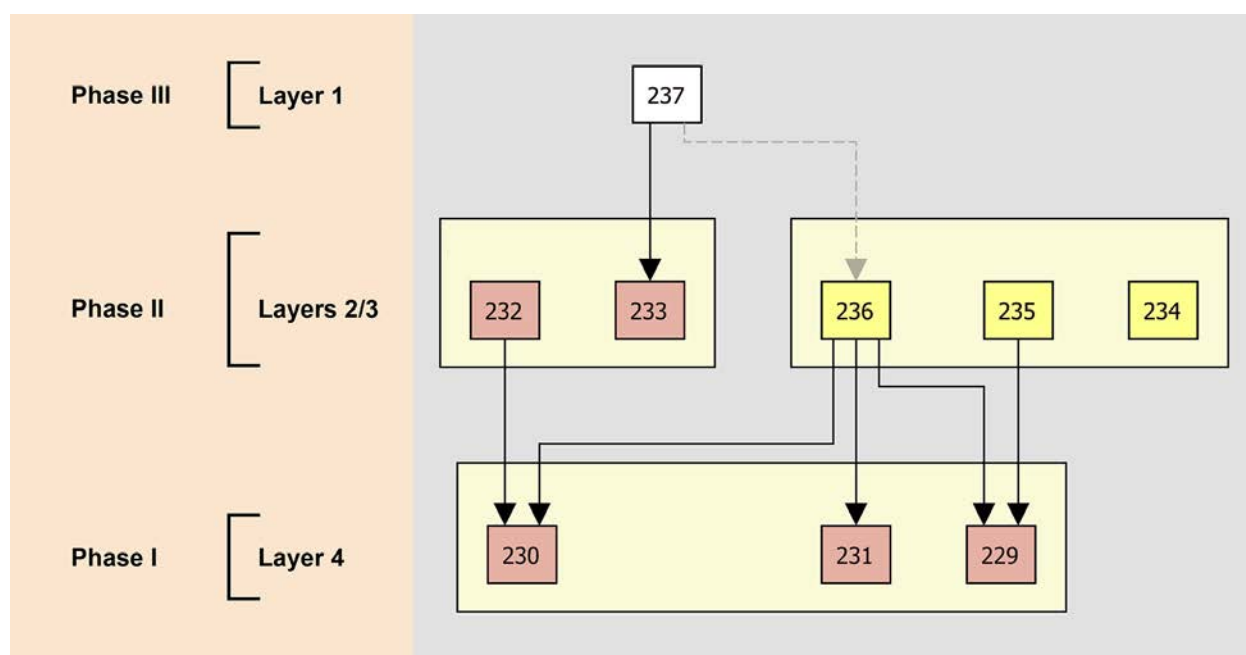 Phase III Layer 1 237
Phase II Layers 2/3 232 233 236 235 234
Phase I Layer 4 230 231 229